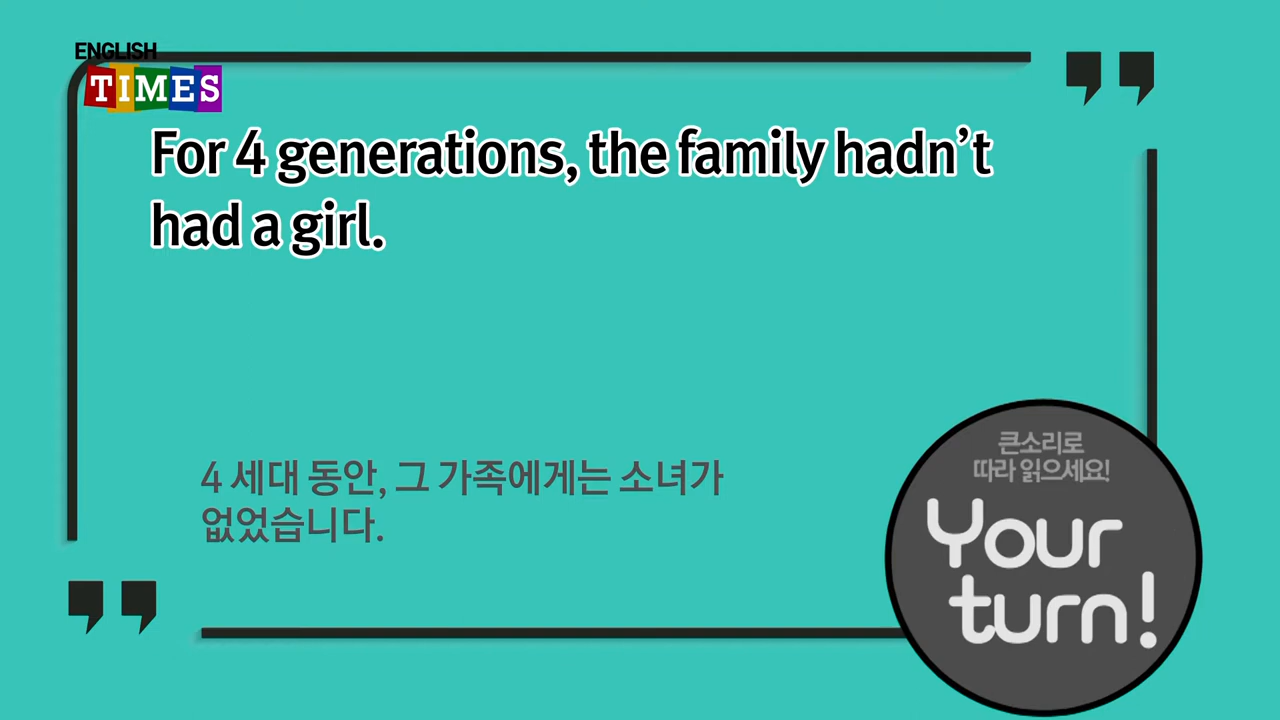 ENGLISH
TIMES
For 4 generations, the family hadn’t
had a girl.
4 세대 동안, 그 가족에게는 소녀가
없었습니다.
큰소리로
따라 읽으세요!
Your
turn!